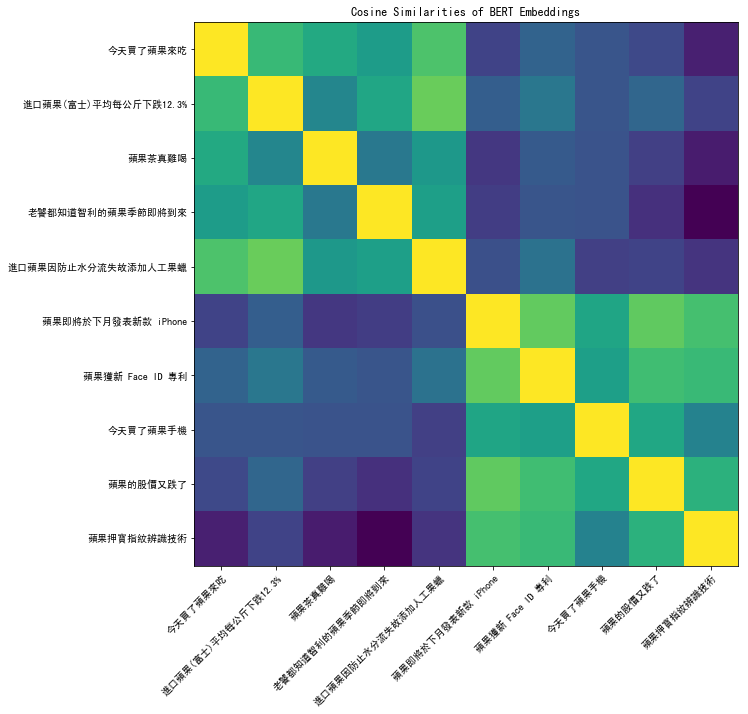 Cosine Similarities of BERT Embeddings
今天買了蘋果來吃
進口蘋果(富士)平均每公斤下跌12.3%
蘋果茶真難喝
老饕都知道智利的蘋果季節即將到來
進口蘋果因防止水分流失故添加人工果蠟
蘋果即將於下月發表新款 iPhone
蘋果獲新 Face ID 專利
今天買了蘋果手機
蘋果的股價又跌了
蘋果押寶指紋辨識技術
今天買了蘋果來吃
進口蘋果(富士)平均每公斤下跌12.3%
蘋果茶真難喝
老饕都知道智利的蘋果季節即將到來
進口蘋果因防止水分流失故添加人工果蠟
蘋果即將於下月發表新款 iPhone
蘋果獲新 Face ID 專利
今天買了蘋果手機
蘋果的股價又跌了
蘋果押寶指紋辨識技術